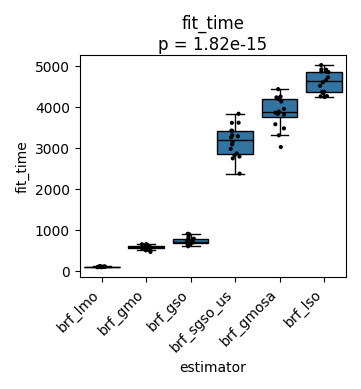 fit_time
p = 1.82e-15
fit_time
5000
4000
3000
2000
1000
0
brf_lmo
brf_gmo
brf_gso
brf_sgso_us
brf_gmosa
brf_lso
estimator